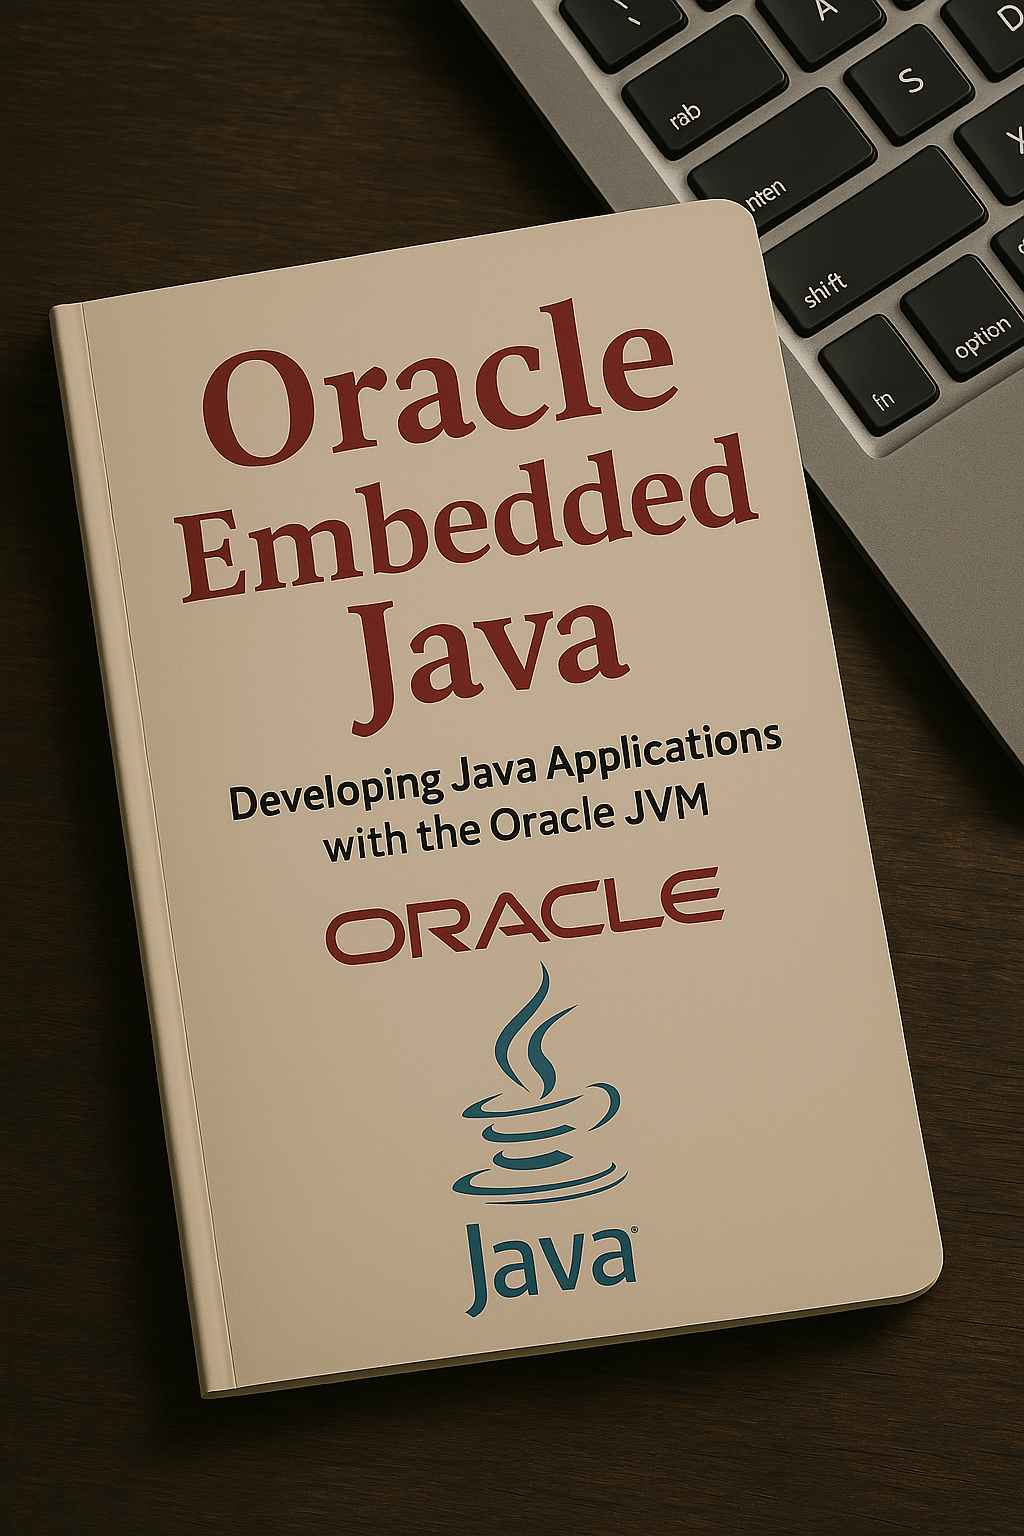 \
A
D
rab
S
nten
X
shift
fn
option
Oracle
Embedded
Java
Developing Java Applications
with the Oracle JVM
ORACLE
Java®